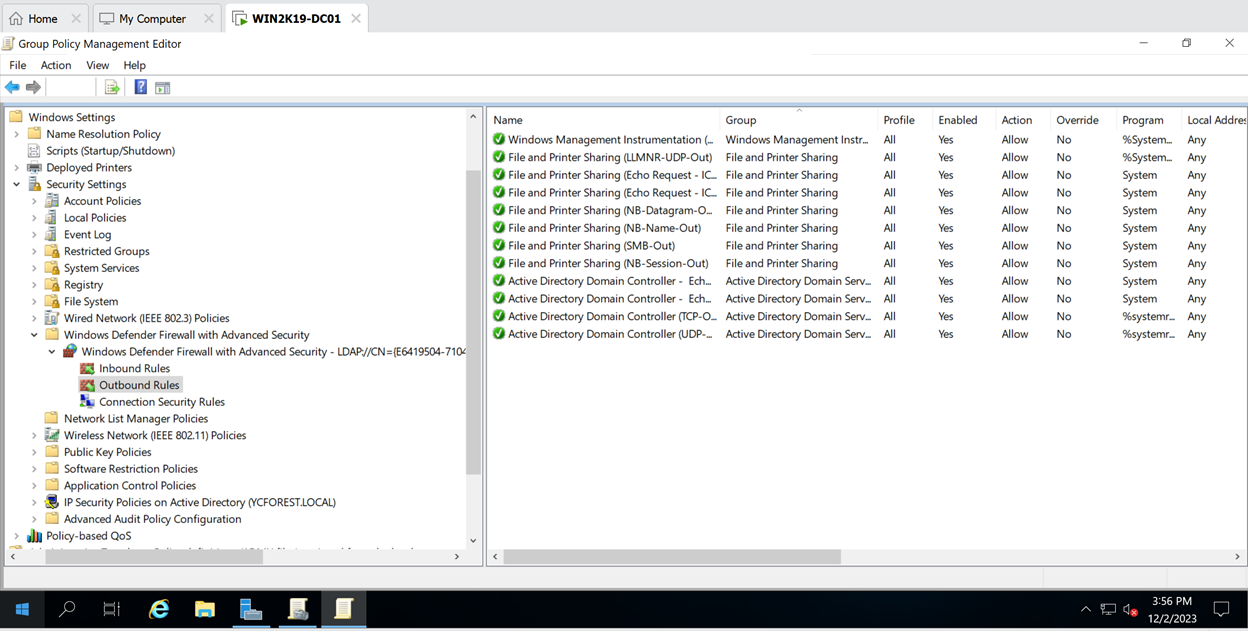 Home
My Computer
WIN2K19-DC01
Group Policy Management Editor
File Action View Help
Windows Settings
Name Resolution Policy
Scripts (Startup/Shutdown)
Deployed Printers
Security Settings
Account Policies
Local Policies
Event Log
Restricted Groups
System Services
Registry
File System
Wired Network (IEEE 802.3) Policies
Windows Defender Firewall with Advanced Security
Windows Defender Firewall with Advanced Security - LDAP://CN={E6419504-7104
Inbound Rules
Outbound Rules
Connection Security Rules
Network List Manager Policies
Wireless Network (IEEE 802.11) Policies
Public Key Policies
Software Restriction Policies
Application Control Policies
IP Security Policies on Active Directory (YCFOREST.LOCAL)
Advanced Audit Policy Configuration
Policy-based QoS
Name Group Profile Enabled Action Override Program Local Addres
Windows Management Instrumentation (... Windows Management Instr... All Yes Allow No %System... Any
File and Printer Sharing (LLMNR-UDP-Out) File and Printer Sharing All Yes Allow No %System... Any
File and Printer Sharing (Echo Request - IC... File and Printer Sharing All Yes Allow No System Any
File and Printer Sharing (Echo Request - IC... File and Printer Sharing All Yes Allow No System Any
File and Printer Sharing (NB-Datagram-O... File and Printer Sharing All Yes Allow No System Any
File and Printer Sharing (NB-Name-Out) File and Printer Sharing All Yes Allow No System Any
File and Printer Sharing (SMB-Out) File and Printer Sharing All Yes Allow No System Any
File and Printer Sharing (NB-Session-Out) File and Printer Sharing All Yes Allow No System Any
Active Directory Domain Controller - Ech... Active Directory Domain Serv... All Yes Allow No System Any
Active Directory Domain Controller - Ech... Active Directory Domain Serv... All Yes Allow No System Any
Active Directory Domain Controller (TCP-O... Active Directory Domain Serv... All Yes Allow No %systemr... Any
Active Directory Domain Controller (UDP-... Active Directory Domain Serv... All Yes Allow No %systemr... Any
3:56 PM
12/2/2023